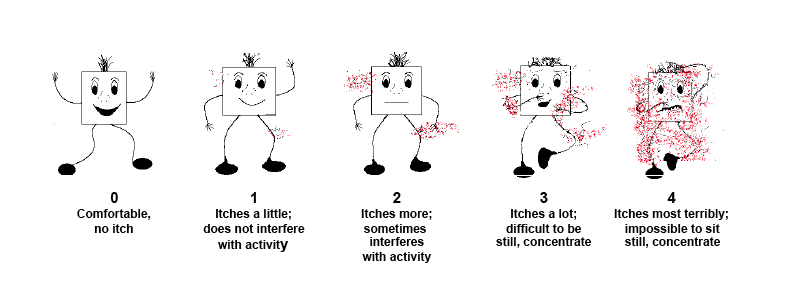 0
Comfortable,
no itch
1
Itches a little;
does not interfere
with activity
2
Itches more;
sometimes
interferes
with activity
3
Itches a lot;
difficult to be
still, concentrate
4
Itches most terribly;
impossible to sit
still, concentrate